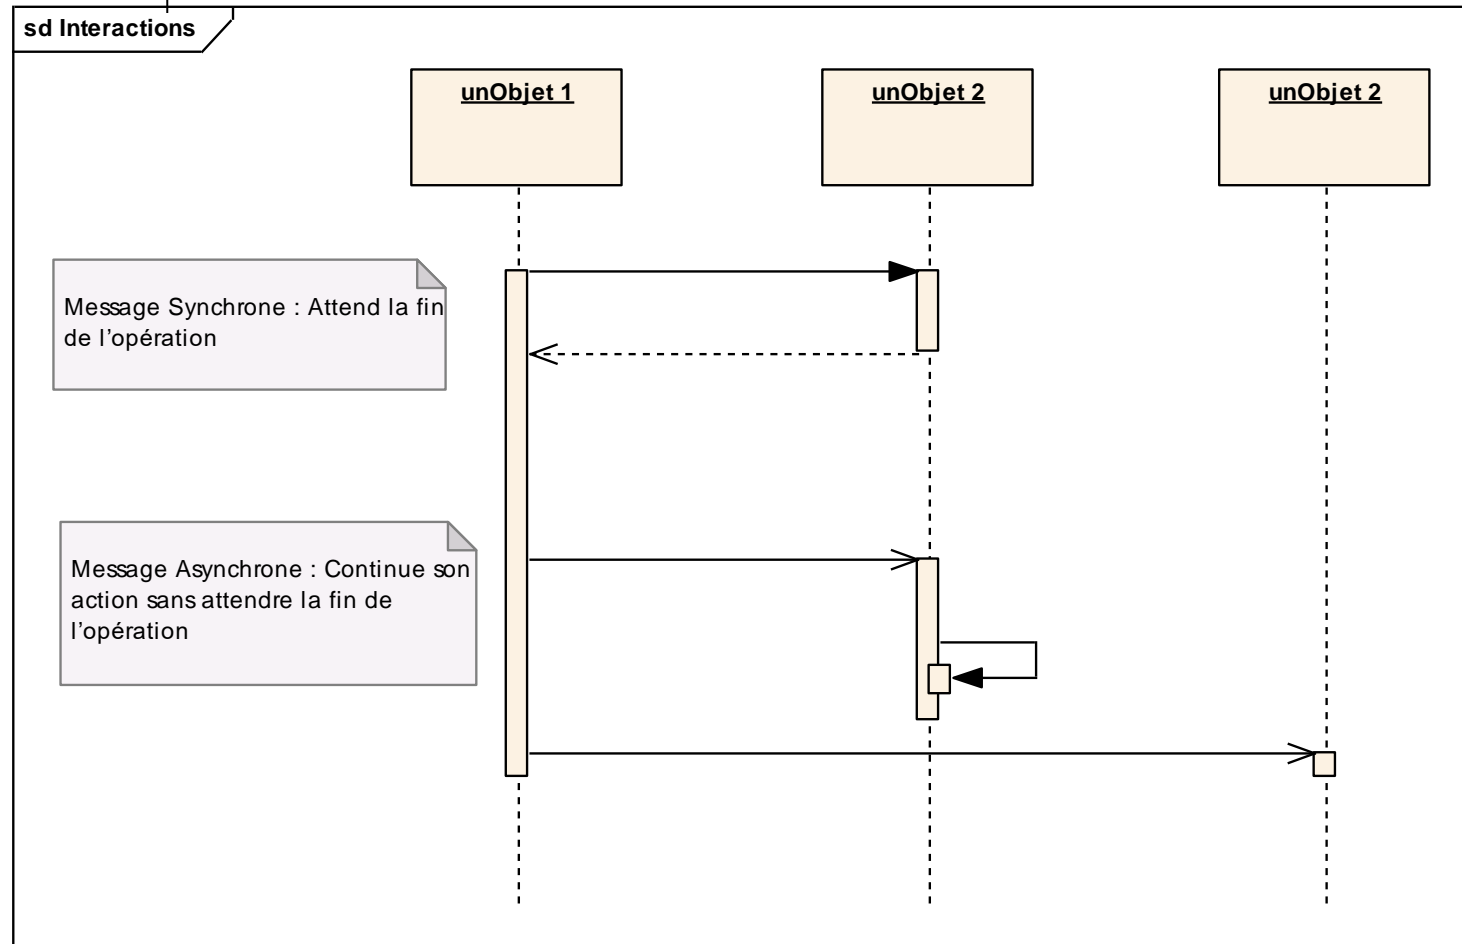 sd Interactions
unObjet 1
unObjet 2
unObjet 2
Message Synchrone : Attend la fin
de l'opération
Message Asynchrone : Continue son
action sans attendre la fin de
l'opération